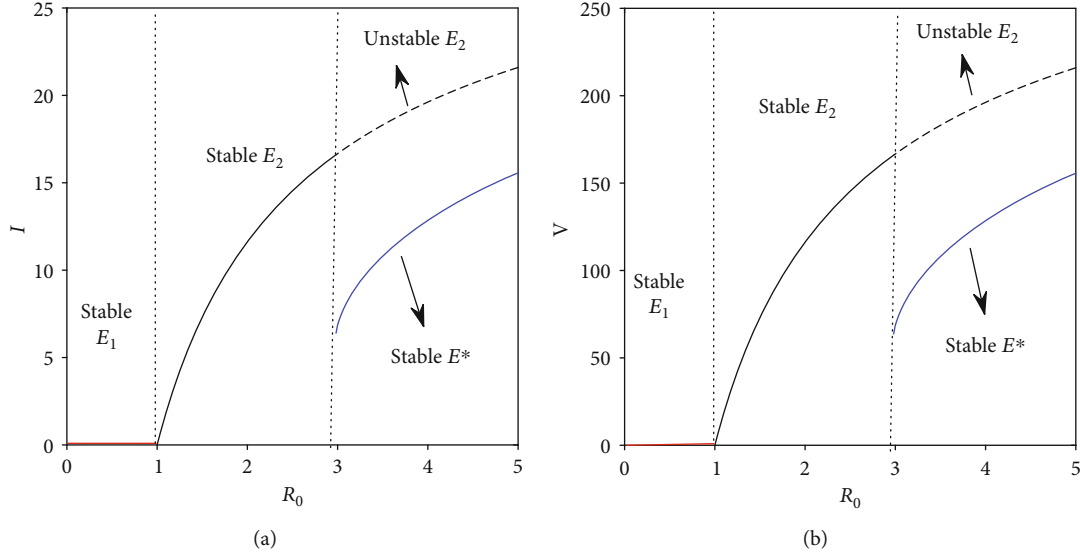 25
20
15
10
5
0
I
0 1 2 3 4 5
R0
Stable
E1
Stable E2
Unstable E2
Stable E*
(a)
250
200
150
100
50
0
V
0 1 2 3 4 5
R0
Stable
E1
Stable E2
Unstable E2
Stable E*
(b)